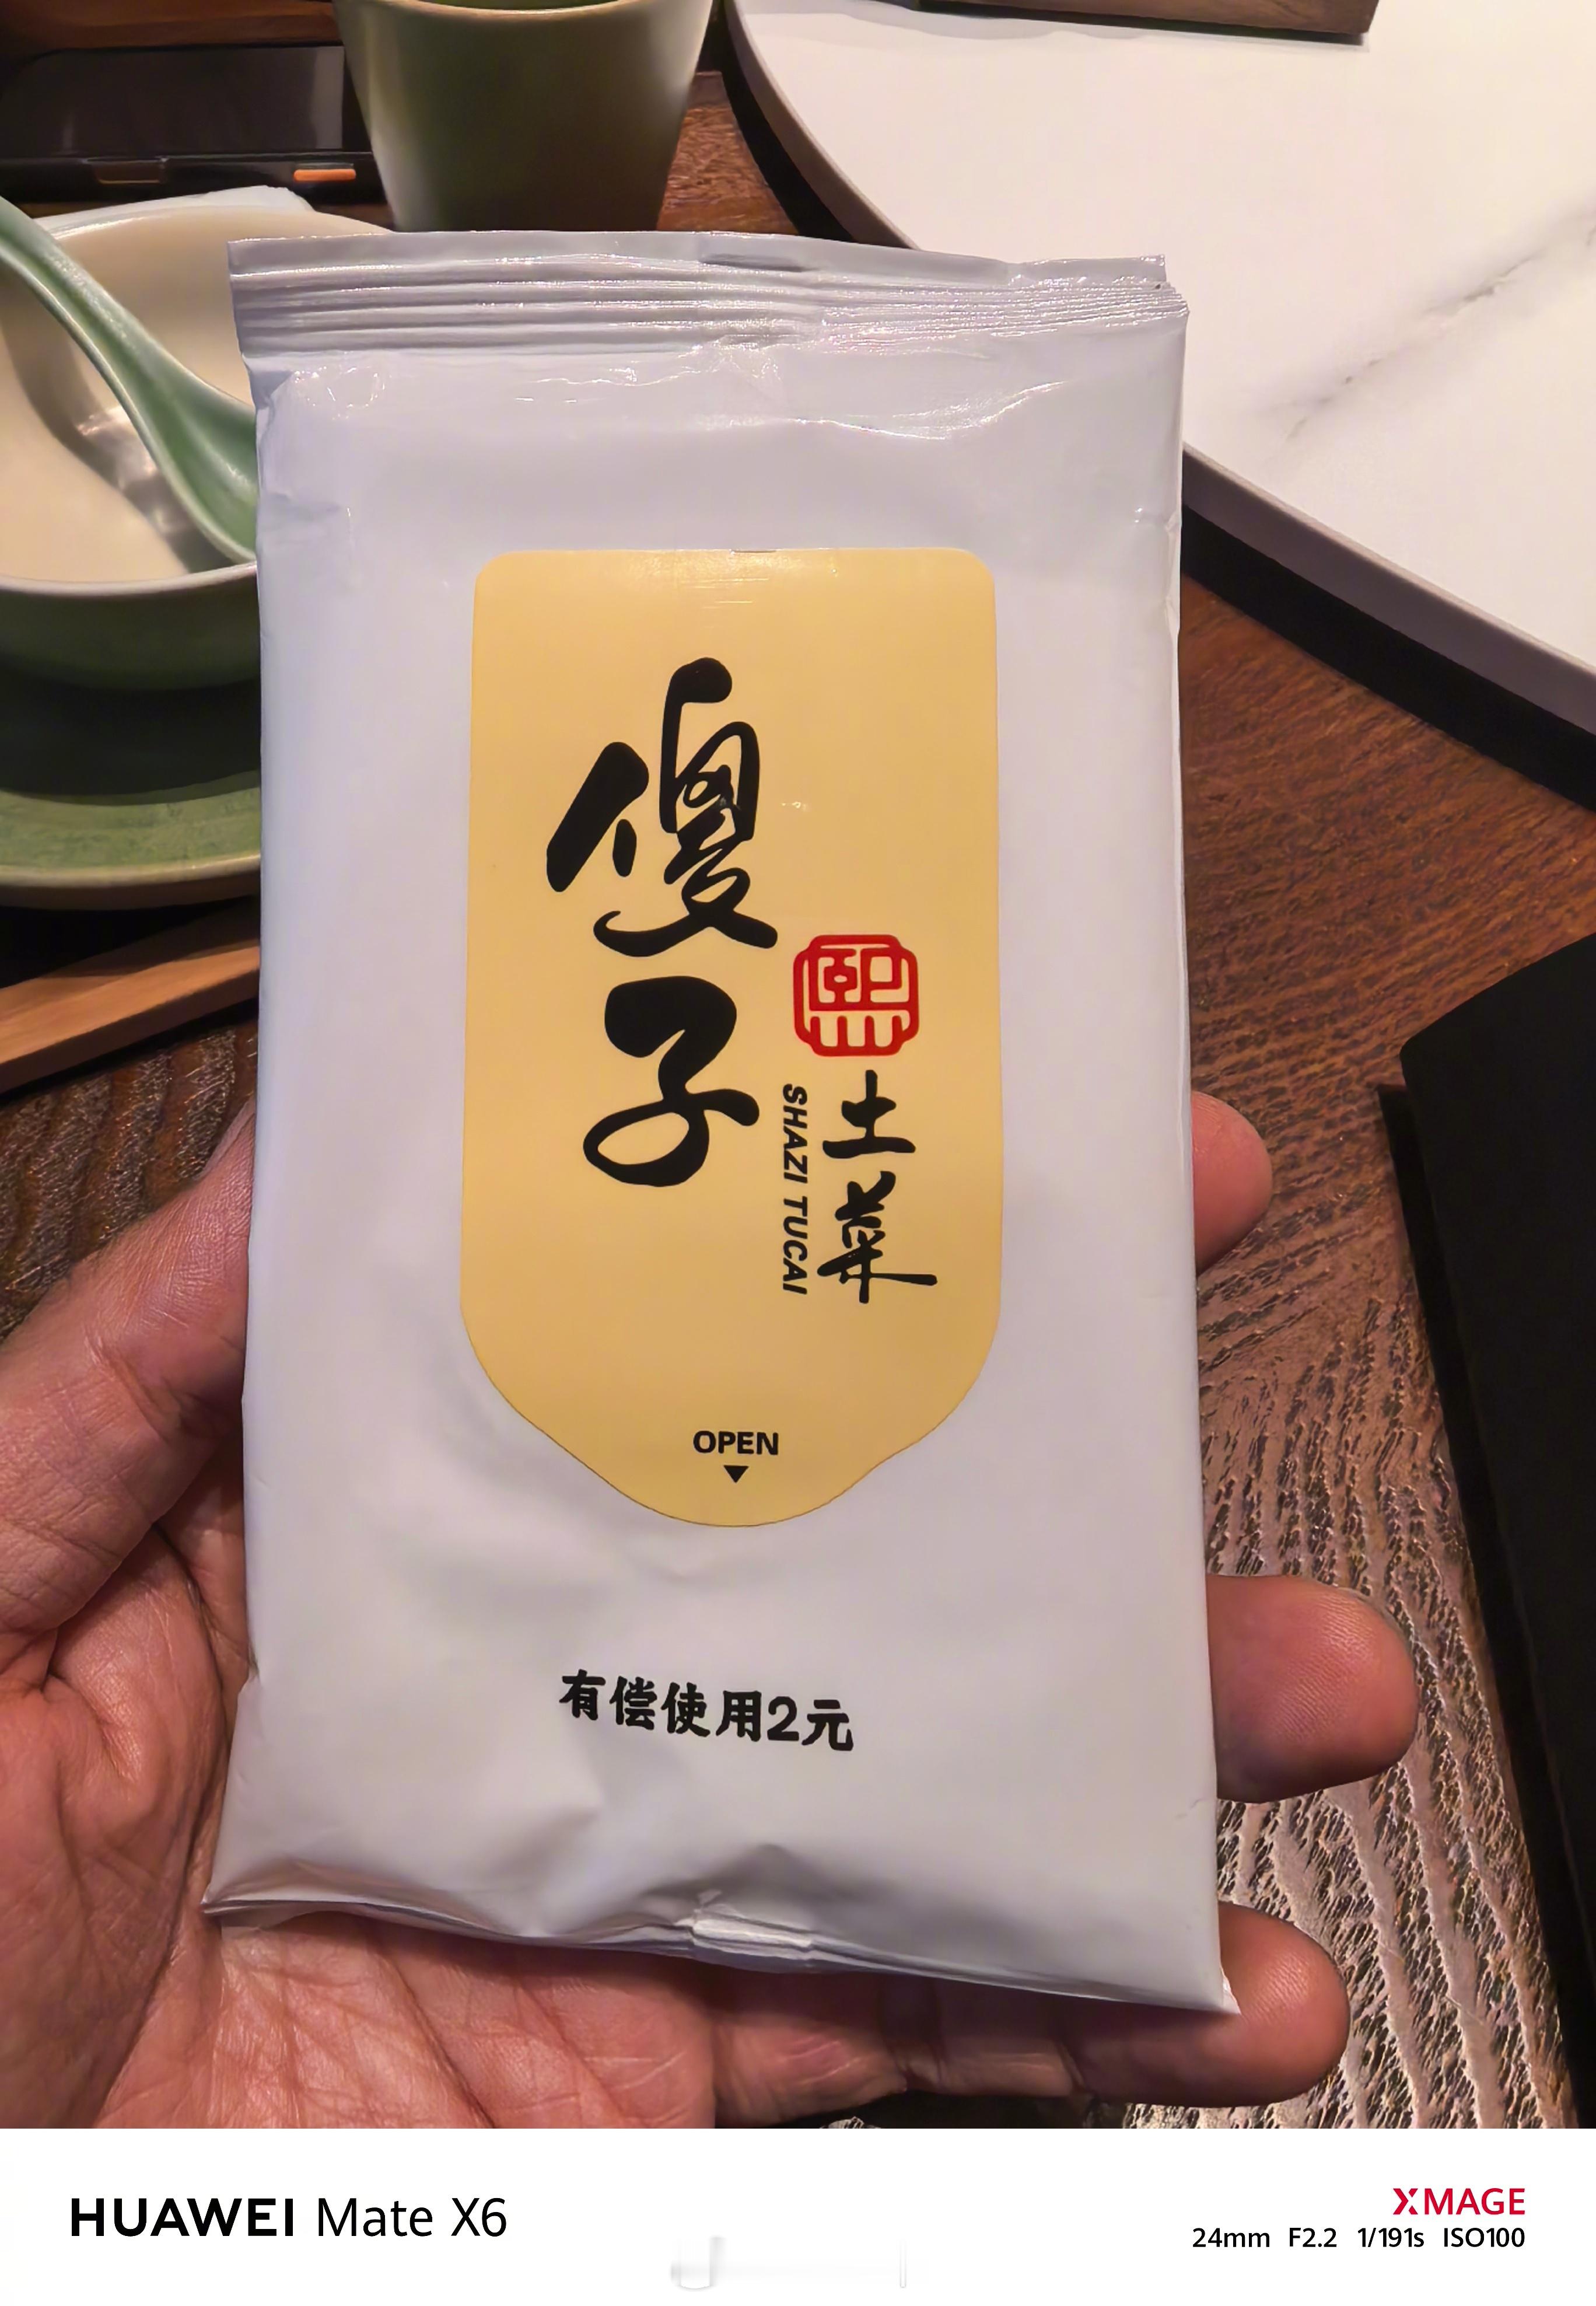 傻子
熙
土菜
SHAZI TUCAI
OPEN
有偿使用2元
HUAWEI Mate X6
XMAGE
24mm F2.2 1/191s ISO100